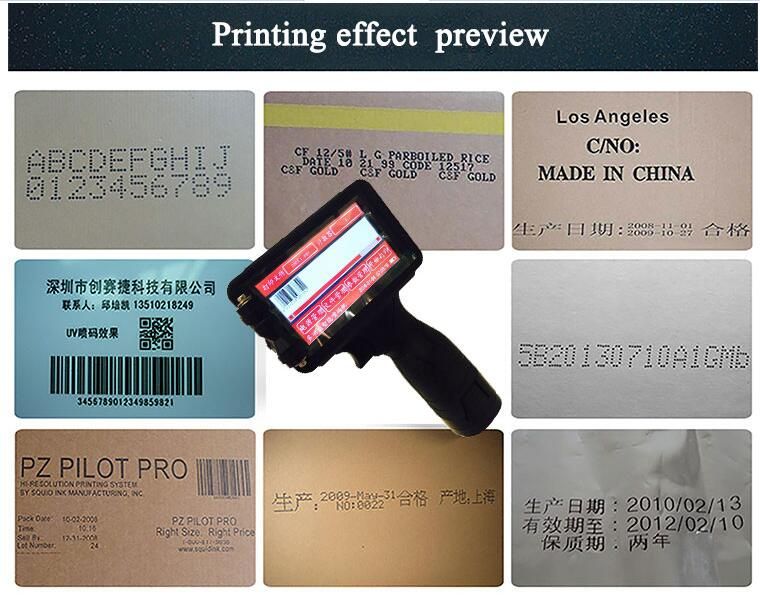 Printing effect preview
ABCDEFGHIJ
0123456789
CF 12/50 L G PARBOILED RICE
DATE 10 21 99 CODE 12517
C&F GOLD C&F GOLD C&F GOLD
Los Angeles
C/NO:
MADE IN CHINA
生产日期:2008-11-01
2009-10-27 合格
深圳市创赛捷科技有限公司
联系人: 邱培凯 13510218249
UV喷码效果
3456789012349859821
5B20130710A1GMb
PZ PILOT PRO
HI-RESOLUTION PRINTING SYSTEM
BY SQUID INK MANUFACTURING, INC.
Pack Date: 10-02-2008
Time: 10:16
Sell By: 12-31-2008
Lot Number: 24
PZ PILOT PRO
Right Size. Right Price
www.squidink.com
生产: 2009-May-31 合格 产地:上海
NO:0022
生产日期: 2010/02/13
有效期至: 2012/02/10
保质期: 两年